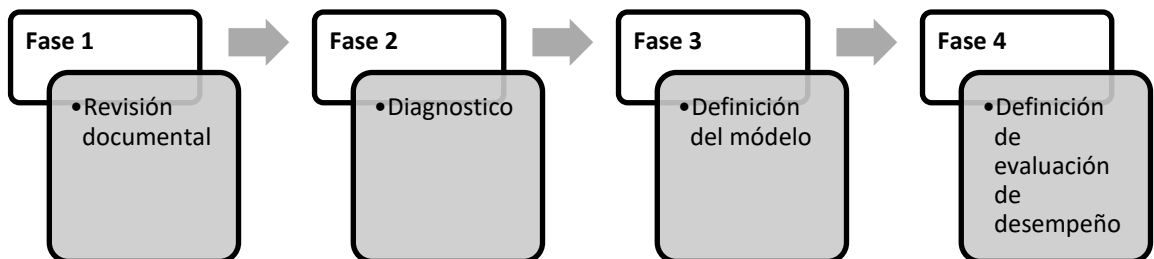 Fase 1
•Revisión
documental
Fase 2
•Diagnostico
Fase 3
•Definición
del módelo
Fase 4
•Definición
de
evaluación
de
desempeño